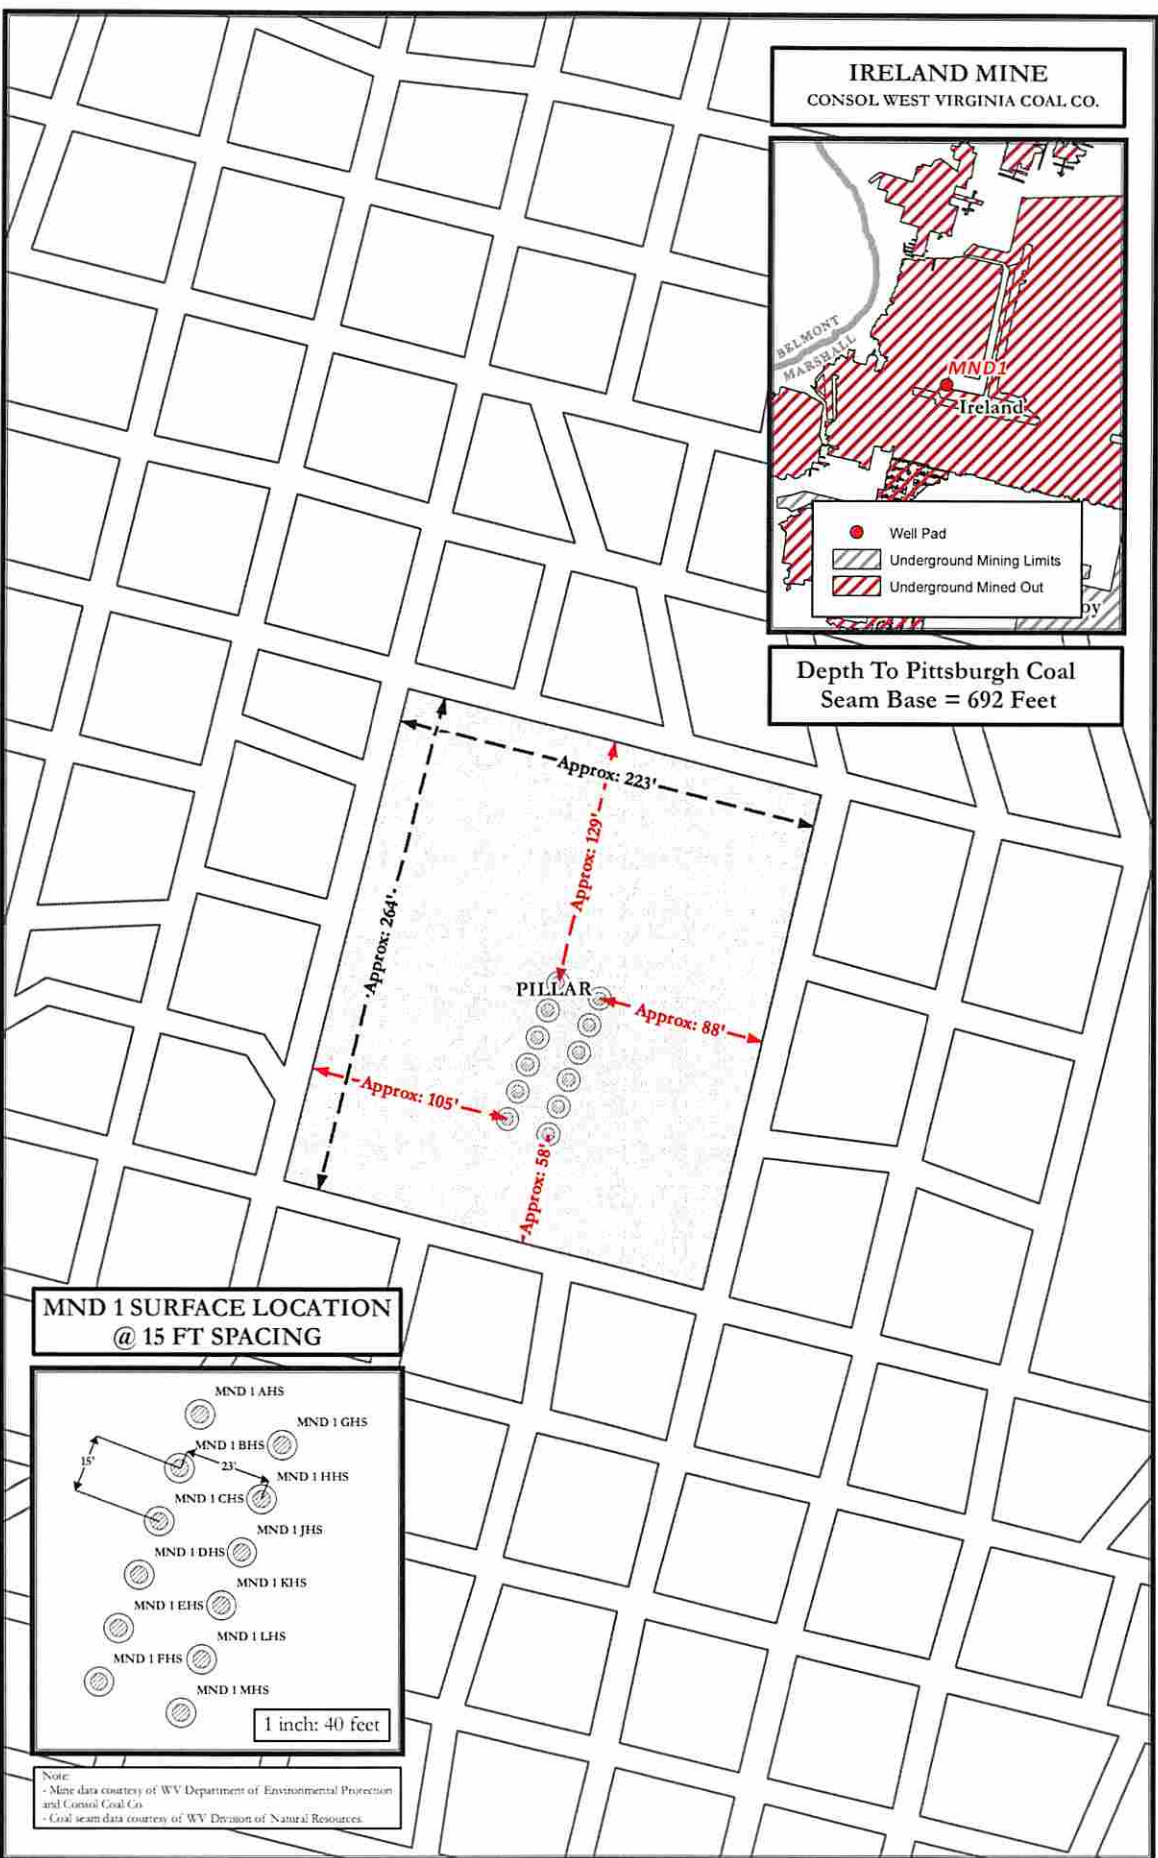 IRELAND MINE
CONSOL WEST VIRGINIA COAL CO.
BELMONT
MARSHALL
MND1
Ireland
Well Pad
Underground Mining Limits
Underground Mined Out
oy
Depth To Pittsburgh Coal
Seam Base = 692 Feet
Approx: 223'
Approx: 129'
Approx: 264'
PILLAR
Approx: 88'
Approx: 105'
Approx: 58'
MND 1 SURFACE LOCATION
@ 15 FT SPACING
MND 1 AHS
MND 1 GHS
MND 1 BHS
15'
23'
MND 1 HHS
MND 1 CHS
MND 1 JHS
MND 1 DHS
MND 1 KHS
MND 1 EHS
MND 1 LHS
MND 1 FHS
MND 1 MHS
1 inch: 40 feet
Note:
- Mine data courtesy of WV Department of Environmental Protection
and Consol Coal Co
- Coal seam data courtesy of WV Division of Natural Resources.